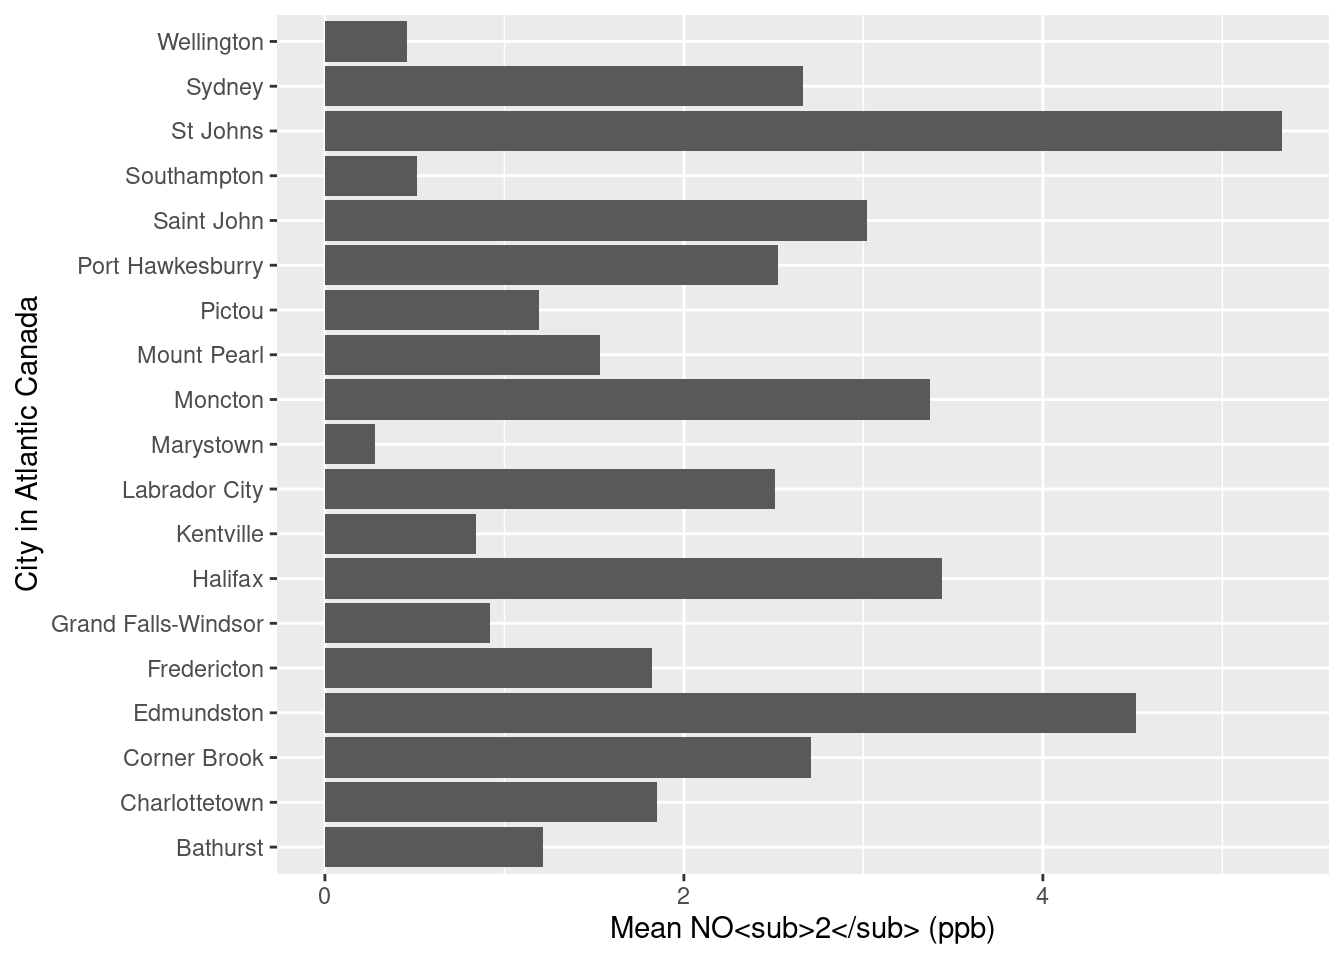 Wellington
Sydney
St Johns
Southampton
Saint John
Port Hawkesburry
Pictou
Mount Pearl
Moncton
Marystown
Labrador City
Kentville
Halifax
Grand Falls-Windsor
Fredericton
Edmundston
Corner Brook
Charlottetown
Bathurst
City in Atlantic Canada
0 2 4
Mean NO<sub>2</sub> (ppb)